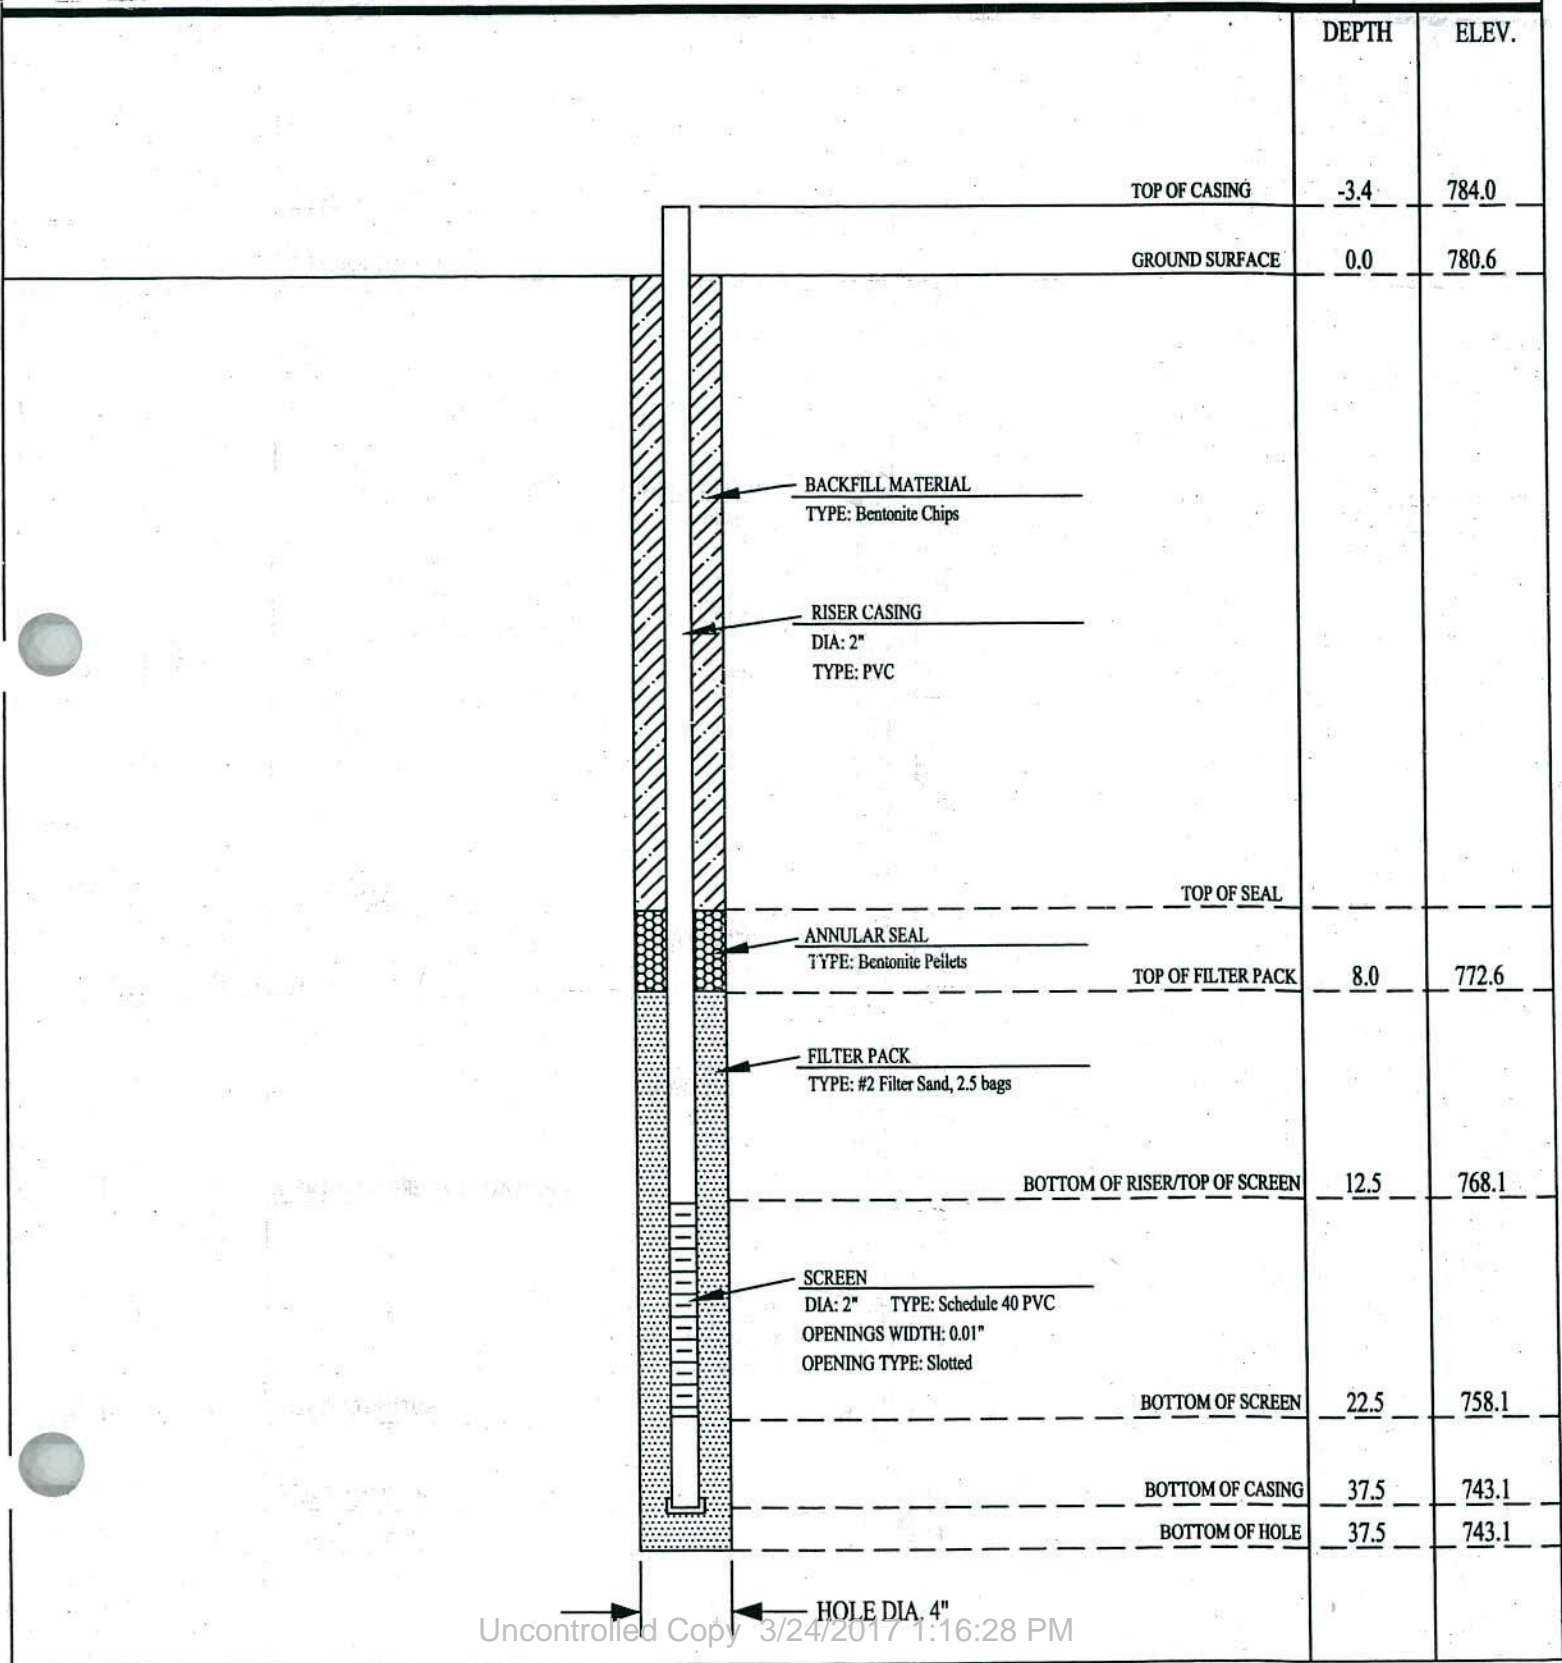 DEPTH ELEV.
TOP OF CASING -3.4 784.0
GROUND SURFACE 0.0 780.6
BACKFILL MATERIAL
TYPE: Bentonite Chips
RISER CASING
DIA: 2"
TYPE: PVC
TOP OF SEAL
ANNULAR SEAL
TYPE: Bentonite Pellets
TOP OF FILTER PACK 8.0 772.6
FILTER PACK
TYPE: #2 Filter Sand, 2.5 bags
BOTTOM OF RISER/TOP OF SCREEN 12.5 768.1
SCREEN
DIA: 2" TYPE: Schedule 40 PVC
OPENINGS WIDTH: 0.01"
OPENING TYPE: Slotted
BOTTOM OF SCREEN 22.5 758.1
BOTTOM OF CASING 37.5 743.1
BOTTOM OF HOLE 37.5 743.1
HOLE DIA. 4"
Uncontrolled Copy 3/24/2017 1:16:28 PM